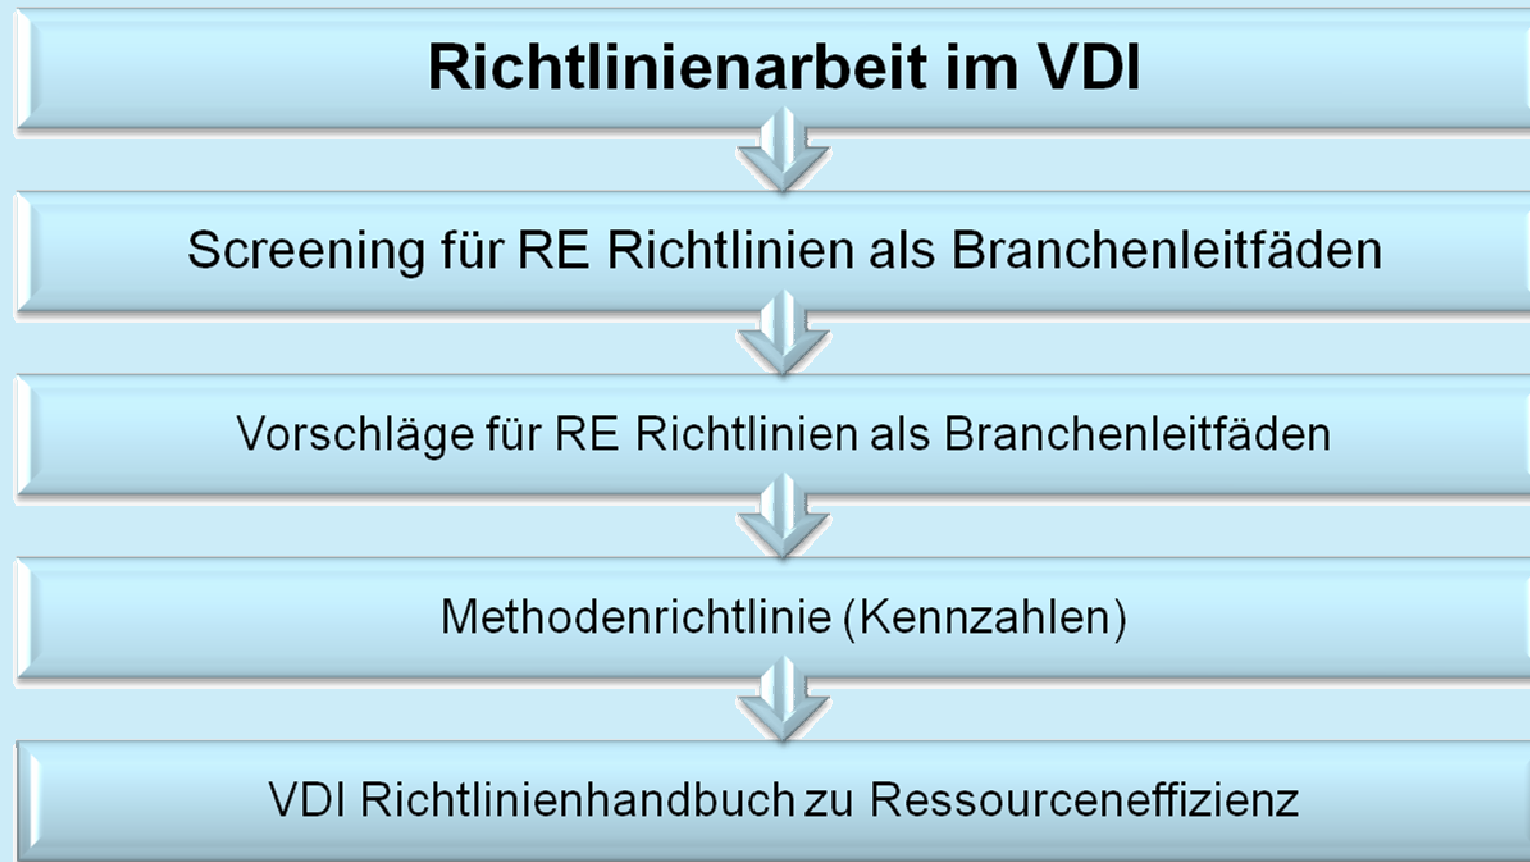 Richtlinienarbeit im VDI
Screening für RE Richtlinien als Branchenleitfäden
Vorschläge für RE Richtlinien als Branchenleitfäden
Methodenrichtlinie (Kennzahlen)
VDI Richtlinienhandbuch zu Ressourceneffizienz